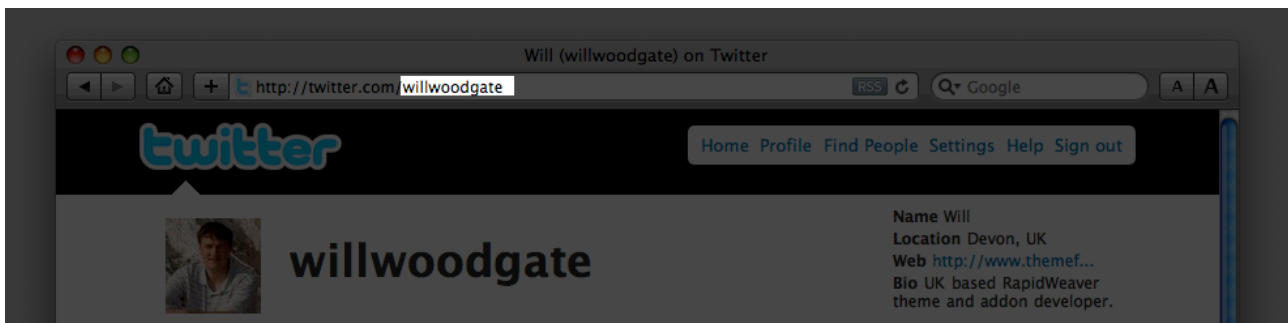 Will (willwoodgate) on Twitter
http://twitter.com/willwoodgate RSS Google A A
twitter
Home Profile Find People Settings Help Sign out
willwoodgate
Name Will
Location Devon, UK
Web http://www.themef...
Bio UK based RapidWeaver
theme and addon developer.